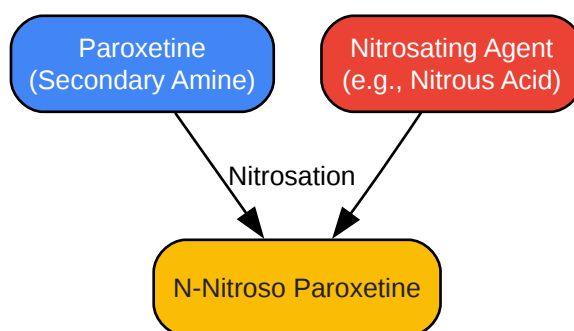 Paroxetine
(Secondary Amine)
Nitrosating Agent
(e.g., Nitrous Acid)
Nitrosation
N-Nitroso Paroxetine